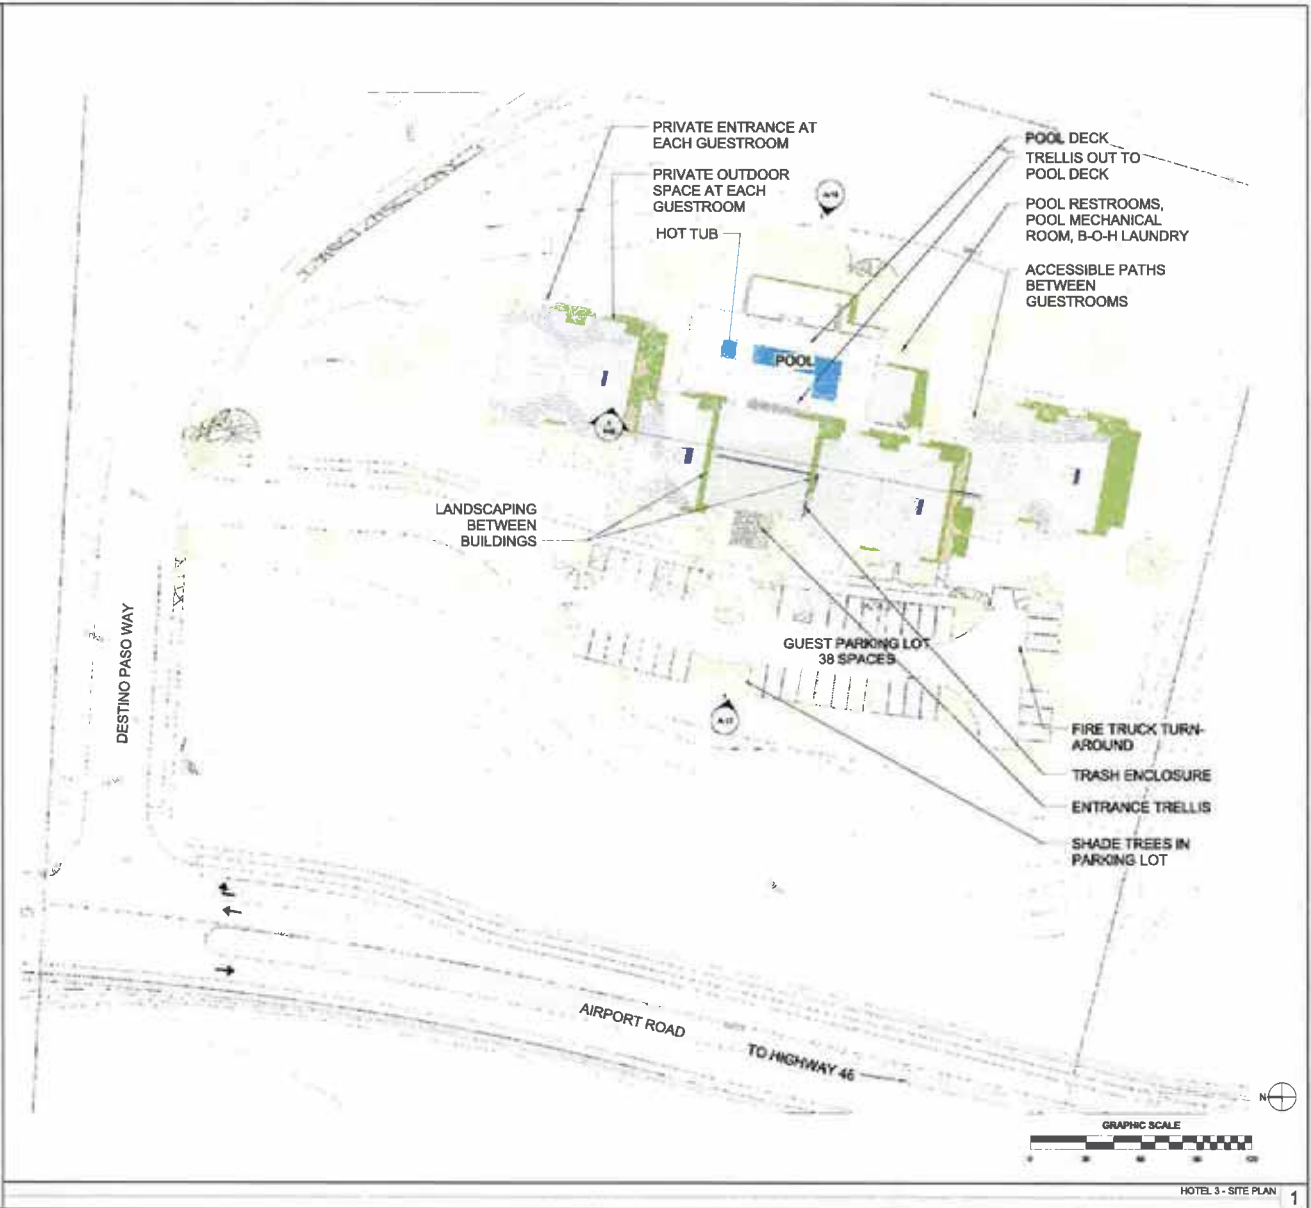 PRIVATE ENTRANCE AT
EACH GUESTROOM
PRIVATE OUTDOOR
SPACE AT EACH
GUESTROOM
HOT TUB
POOL DECK
TRELLIS OUT TO
POOL DECK
POOL RESTROOMS,
POOL MECHANICAL
ROOM, B-O-H LAUNDRY
ACCESSIBLE PATHS
BETWEEN
GUESTROOMS
POOL
LANDSCAPING
BETWEEN
BUILDINGS
GUEST PARKING LOT
38 SPACES
DESTINO PASO WAY
FIRE TRUCK TURN-
AROUND
TRASH ENCLOSURE
ENTRANCE TRELLIS
SHADE TREES IN
PARKING LOT
AIRPORT ROAD
TO HIGHWAY 46
N
GRAPHIC SCALE
HOTEL 3 - SITE PLAN
1